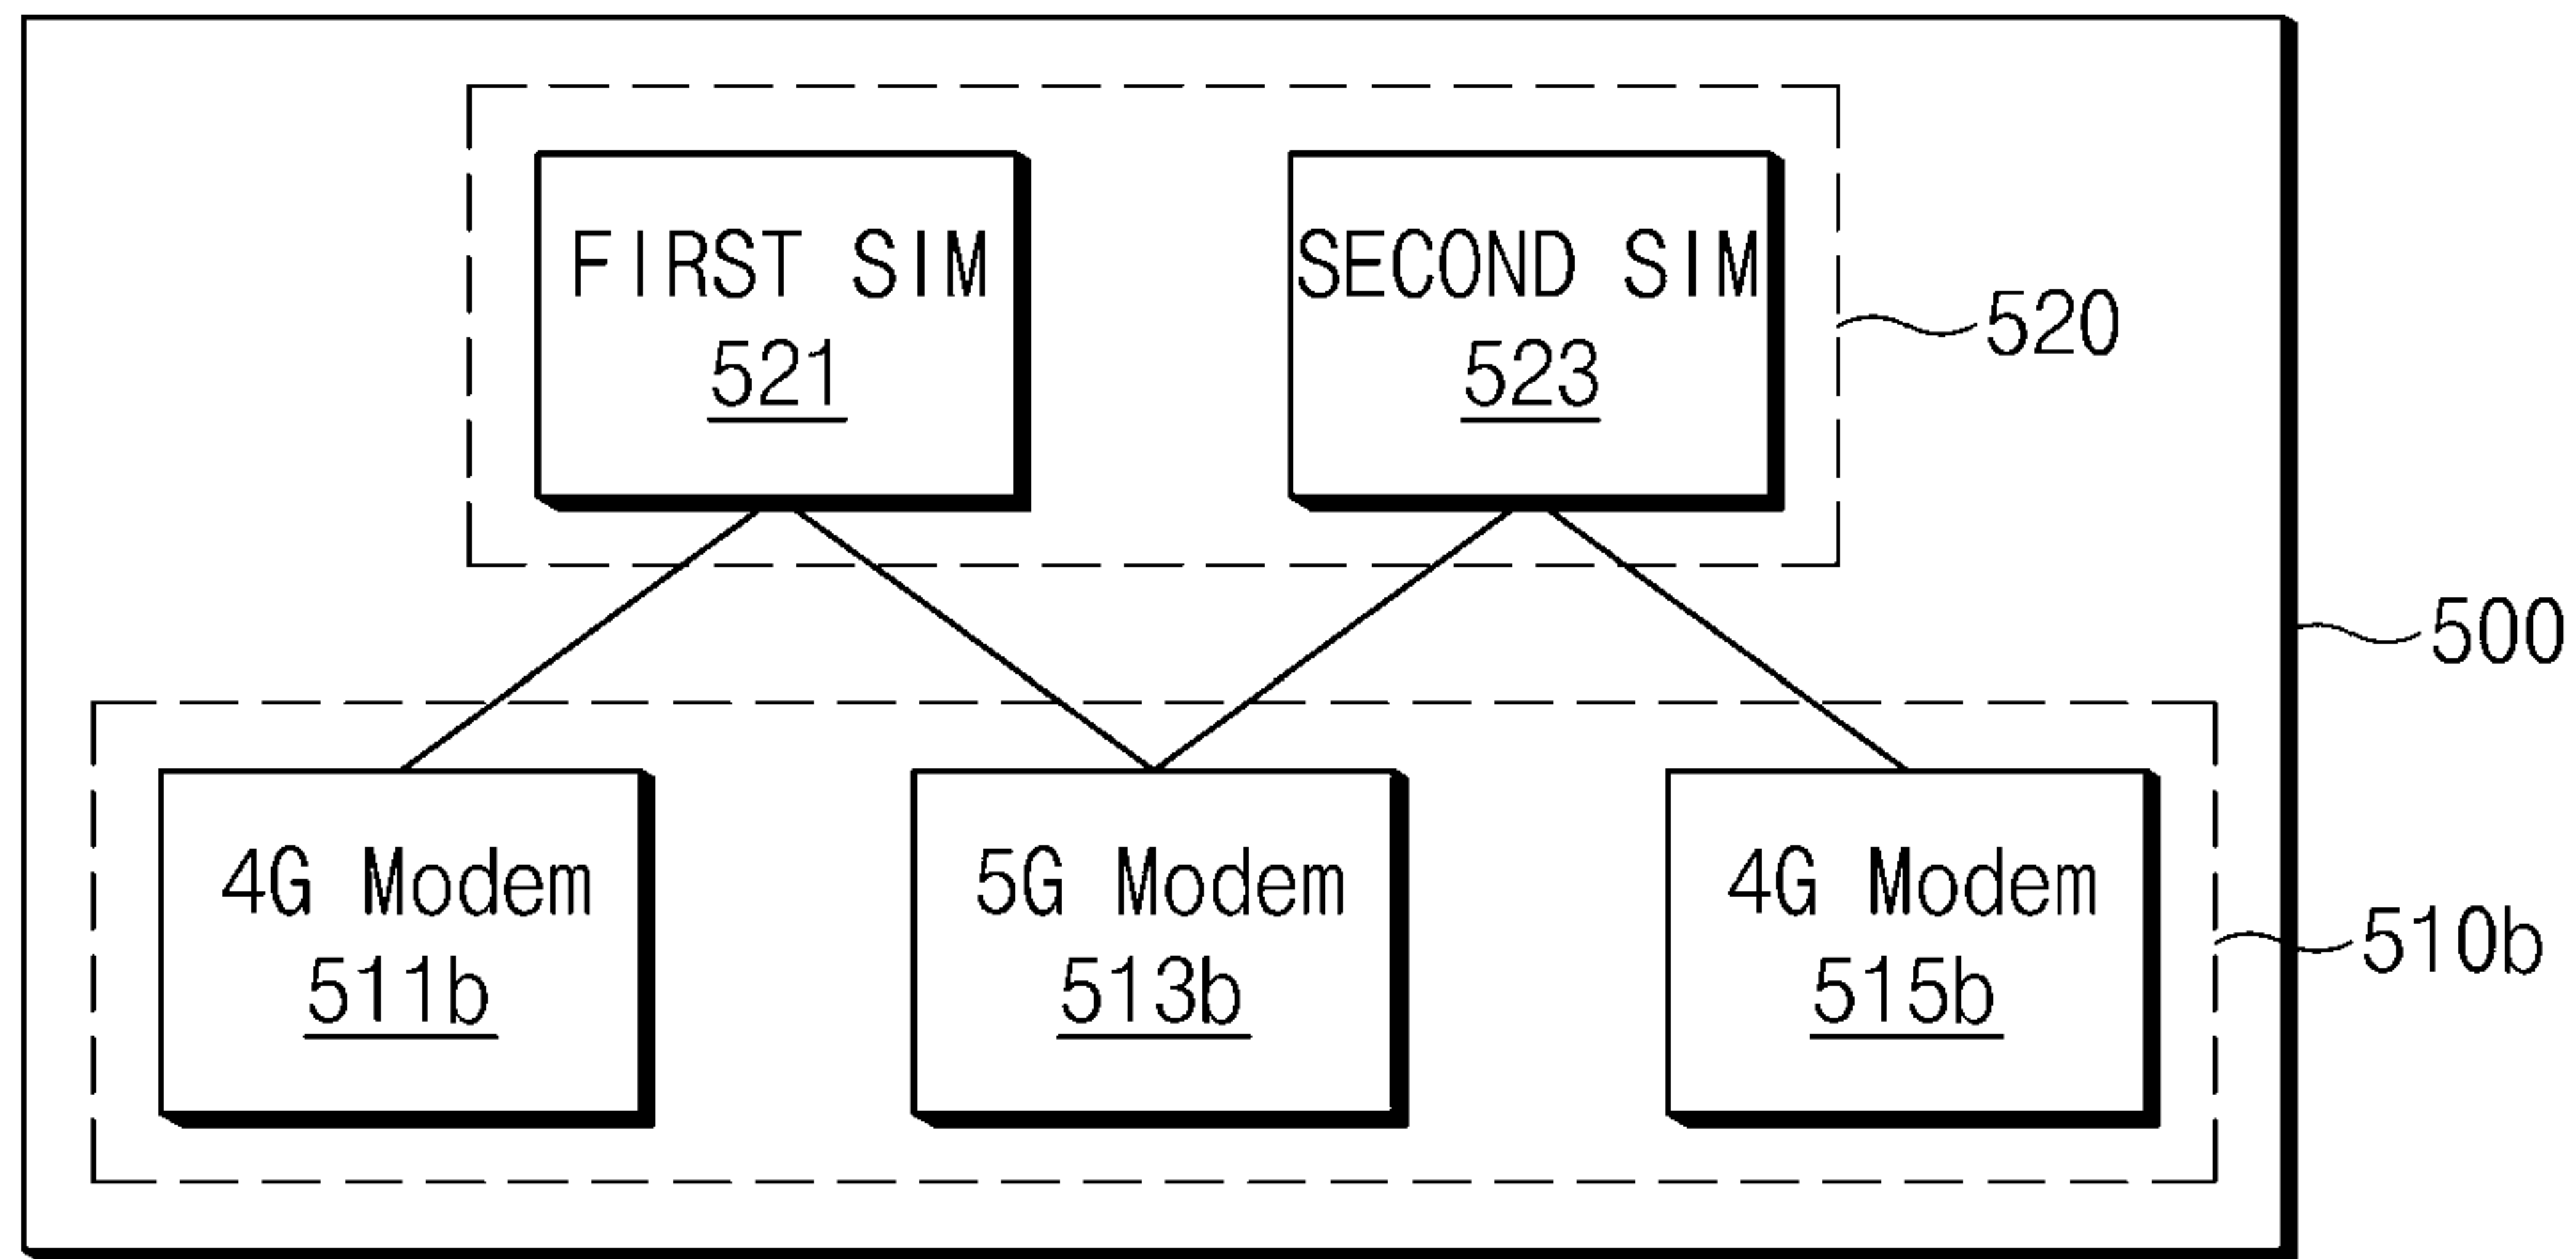 FIRST SIM
521
SECOND SIM
523
520
500
4G Modem
511b
5G Modem
513b
4G Modem
515b
510b